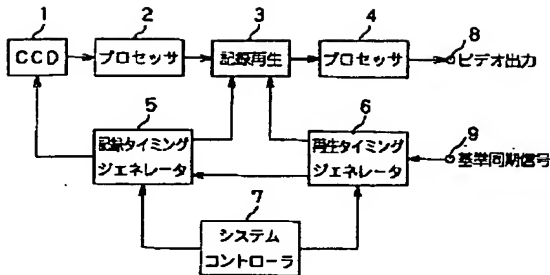 1
2
3
4
8
CCD
プロセッサ
記録再生
プロセッサ
ビデオ出力
5
6
9
記録タイミング
ジェネレータ
再生タイミング
ジェネレータ
基準同期信号
7
システム
コントローラ